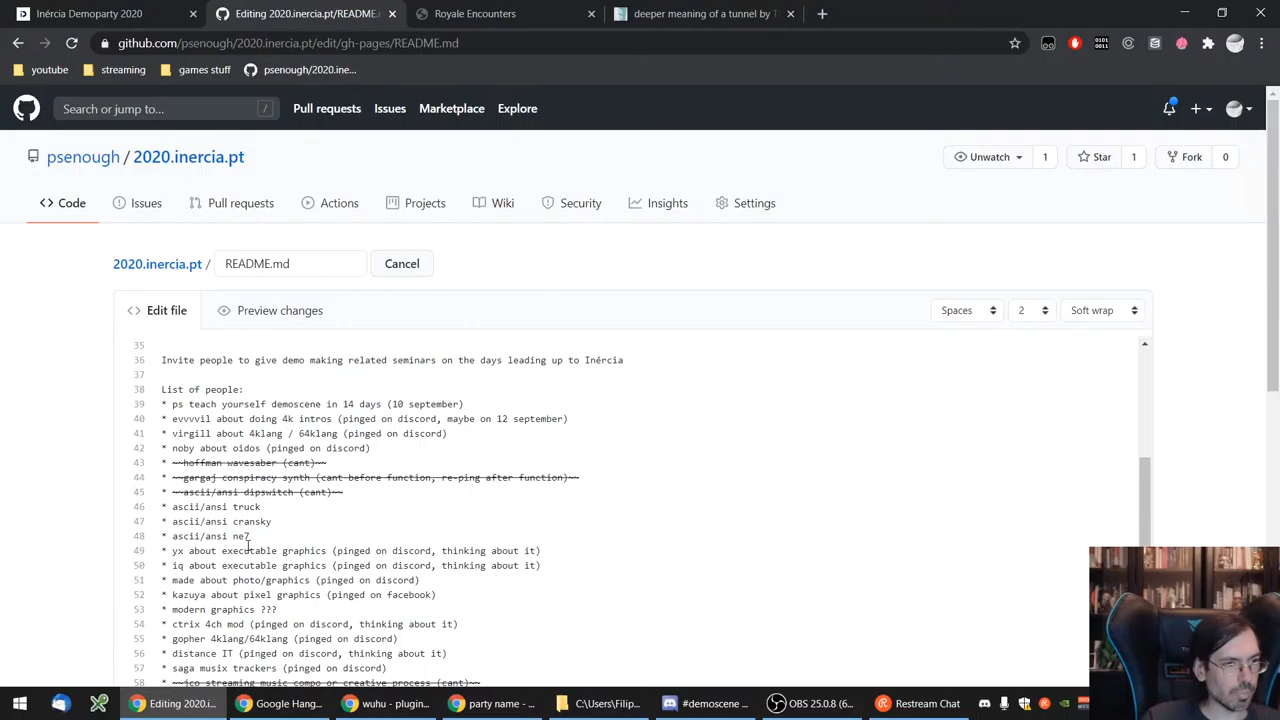 Inércia Demoparty 2020
Editing 2020.inercia.pt/README.
Royale Encounters
deeper meaning of a tunnel by T
github.com/psenough/2020.inercia.pt/edit/gh-pages/README.md
youtube
streaming
games stuff
psenough/2020.ine...
Search or jump to...
/
Pull requests
Issues
Marketplace
Explore
psenough / 2020.inercia.pt
Unwatch
1
Star
1
Fork
0
Code
Issues
Pull requests
Actions
Projects
Wiki
Security
Insights
Settings
2020.inercia.pt /
README.md
Cancel
Edit file
Preview changes
Spaces
2
Soft wrap
35
36 Invite people to give demo making related seminars on the days leading up to Inércia
37
38 List of people:
39 * ps teach yourself demoscene in 14 days (10 september)
40 * evvvvil about doing 4k intros (pinged on discord, maybe on 12 september)
41 * virgill about 4klang / 64klang (pinged on discord)
42 * noby about oidos (pinged on discord)
43 * ~~hoffman wavesaber (cant)~~
44 * ~~gargaj conspiracy synth (cant before function, re-ping after function)~~
45 * ~~ascii/ansi dipswitch (cant)~~
46 * ascii/ansi truck
47 * ascii/ansi cransky
48 * ascii/ansi ne7
49 * yx about executable graphics (pinged on discord, thinking about it)
50 * iq about executable graphics (pinged on discord, thinking about it)
51 * made about photo/graphics (pinged on discord)
52 * kazuya about pixel graphics (pinged on facebook)
53 * modern graphics ???
54 * ctrix 4ch mod (pinged on discord, thinking about it)
55 * gopher 4klang/64klang (pinged on discord)
56 * distance IT (pinged on discord, thinking about it)
57 * saga musix trackers (pinged on discord)
58 * ~~jco streaming music compo or creative process (cant)~~
Editing 2020.i...
Google Hang...
wuhu - plugin...
party name - ...
C:\Users\Filip...
#demoscene ...
OBS 25.0.8 (6...
Restream Chat